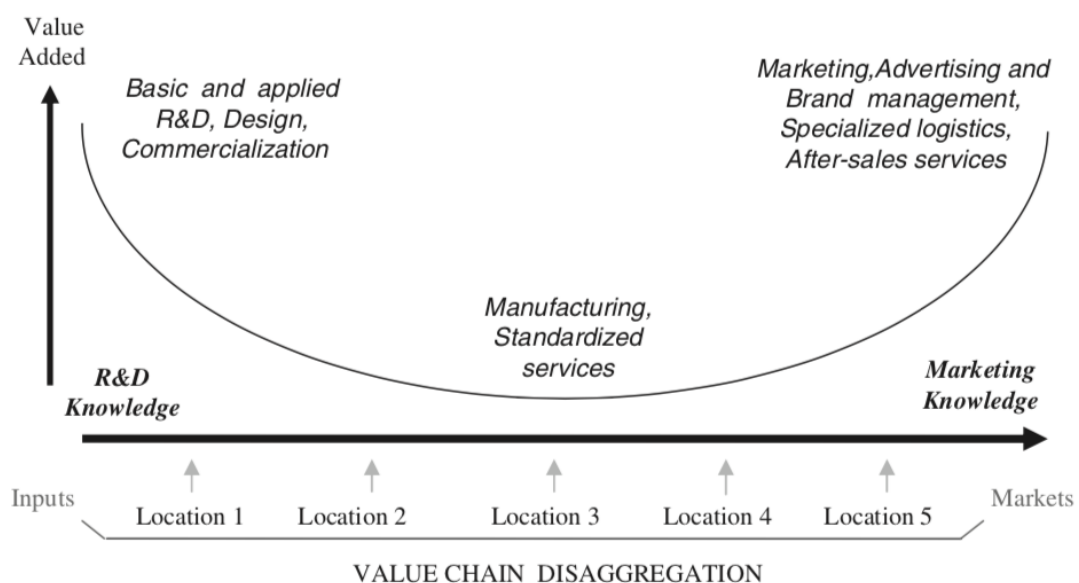 Value
Added
Basic and applied
R&D, Design,
Commercialization
Marketing,Advertising and
Brand management,
Specialized logistics,
After-sales services
Manufacturing,
Standardized
services
R&D
Knowledge
Marketing
Knowledge
Inputs
Location 1
Location 2
Location 3
Location 4
Location 5
Markets
VALUE CHAIN DISAGGREGATION